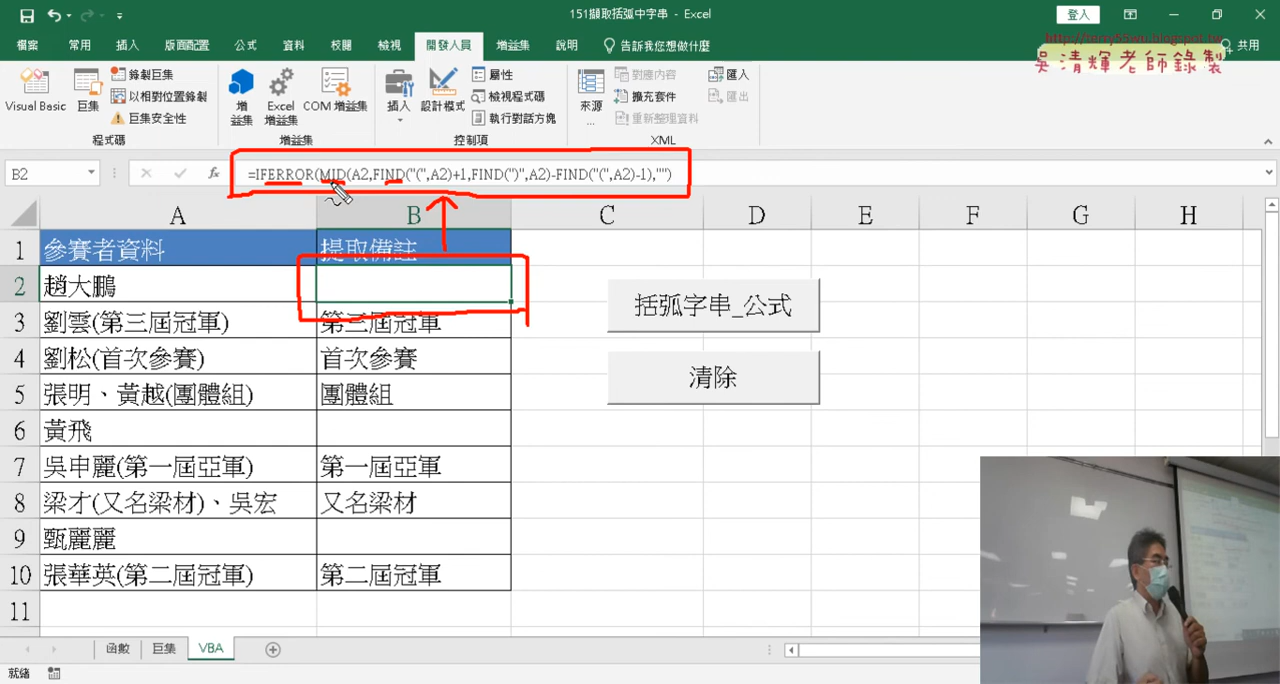 151擷取括弧中字串 - Excel
登入
檔案 常用 插入 版面配置 公式 資料 校閱 檢視 開發人員 增益集 說明 告訴我您想做什麼 共用
http://terry55wu.blogspot.tw
吳清輝老師錄製
Visual Basic 巨集 錄製巨集 以相對位置錄製 巨集安全性
增益集 Excel 增益集 COM 增益集
插入 設計模式 屬性 檢視程式碼 執行對話方塊
來源 對應內容 擴充套件 重新整理資料 匯入 匯出
程式碼 增益集 控制項 XML
B2 fx =IFERROR(MID(A2,FIND("(",A2)+1,FIND(")",A2)-FIND("(",A2)-1),"")
A B C D E F G H
1 參賽者資料 提取備註
2 趙大鵬
3 劉雲(第三屆冠軍) 第三屆冠軍
4 劉松(首次參賽) 首次參賽
5 張明、黃越(團體組) 團體組
6 黃飛
7 吳申麗(第一屆亞軍) 第一屆亞軍
8 梁才(又名梁材)、吳宏 又名梁材
9 甄麗麗
10 張華英(第二屆冠軍) 第二屆冠軍
11
括弧字串_公式
清除
函數 巨集 VBA
就緒